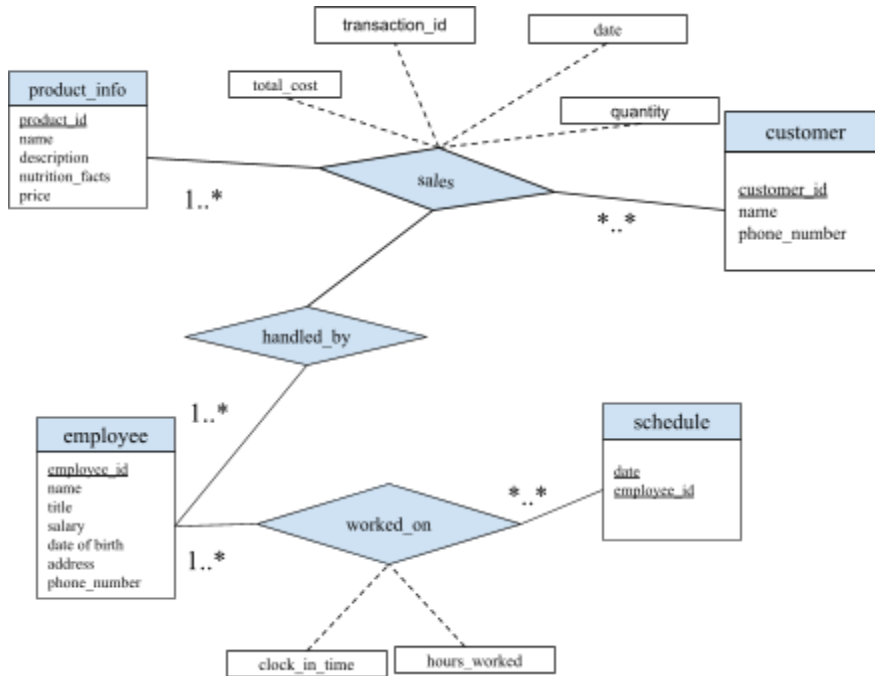 transaction_id
date
total_cost
quantity
product_info
product_id
name
description
nutrition_facts
price
1..*
sales
customer
customer_id
name
phone_number
*..*
handled_by
1..*
employee
employee_id
name
title
salary
date of birth
address
phone_number
1..*
worked_on
*..*
schedule
date
employee_id
clock_in_time
hours_worked